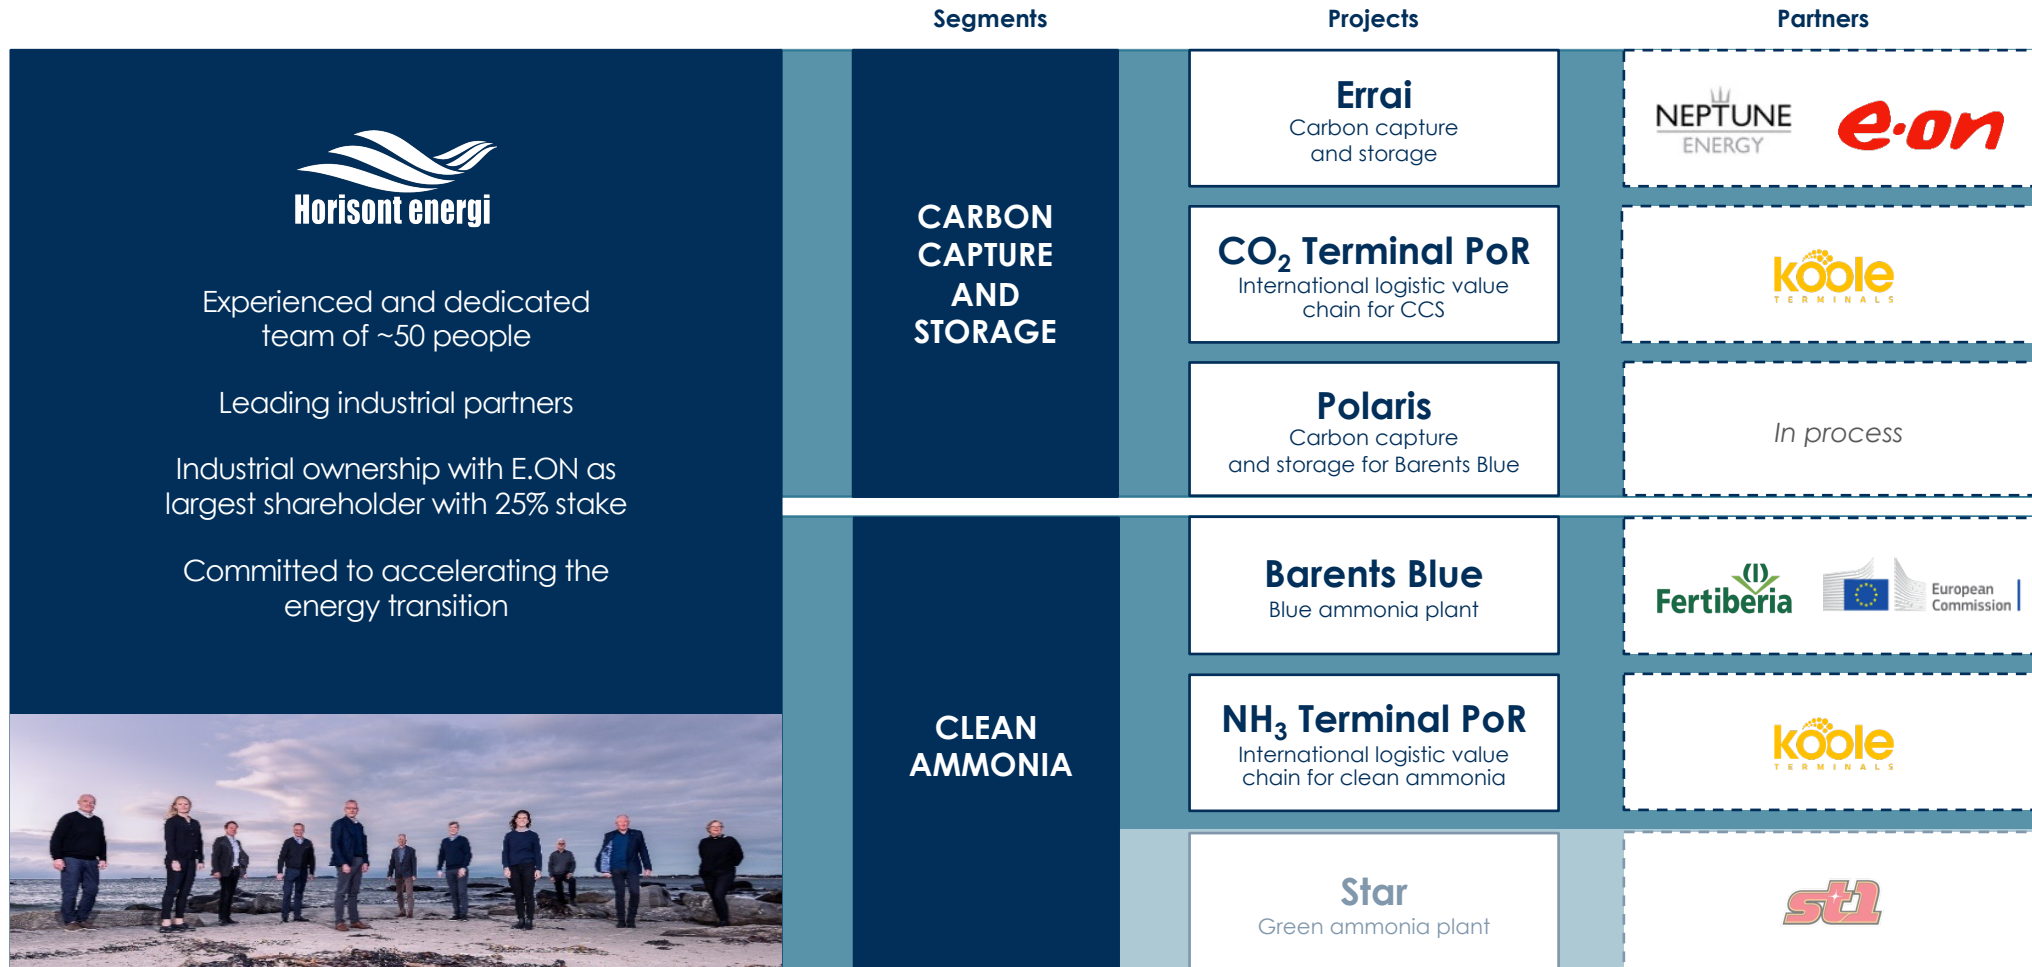 Segments
Projects
Partners
Horisont energi
Experienced and dedicated
team of ~50 people
Leading industrial partners
Industrial ownership with E.ON as
largest shareholder with 25% stake
Committed to accelerating the
energy transition
CARBON
CAPTURE
AND
STORAGE
Errai
Carbon capture
and storage
NEPTUNE
ENERGY
e·on
CO₂ Terminal PoR
International logistic value
chain for CCS
koole
TERMINALS
Polaris
Carbon capture
and storage for Barents Blue
In process
CLEAN
AMMONIA
Barents Blue
Blue ammonia plant
Fertiberia
European
Commission
NH₃ Terminal PoR
International logistic value
chain for clean ammonia
koole
TERMINALS
Star
Green ammonia plant
st1